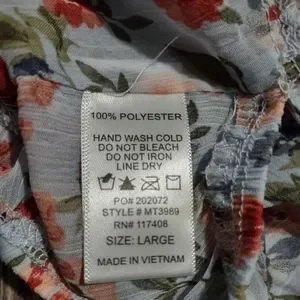 100% POLYESTER
HAND WASH COLD
DO NOT BLEACH
DO NOT IRON
LINE DRY
PO# 202072
STYLE # MT3989
RN# 117408
SIZE: LARGE
MADE IN VIETNAM